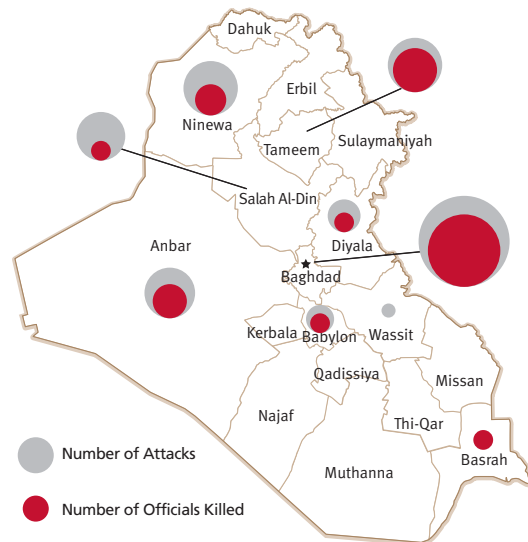 Dahuk
Erbil
Ninewa
Tameem
Sulaymaniyah
Salah Al-Din
Anbar
Diyala
Baghdad
Kerbala
Babylon
Wassit
Qadissiya
Missan
Najaf
Thi-Qar
Basrah
Muthanna
Number of Attacks
Number of Officials Killed